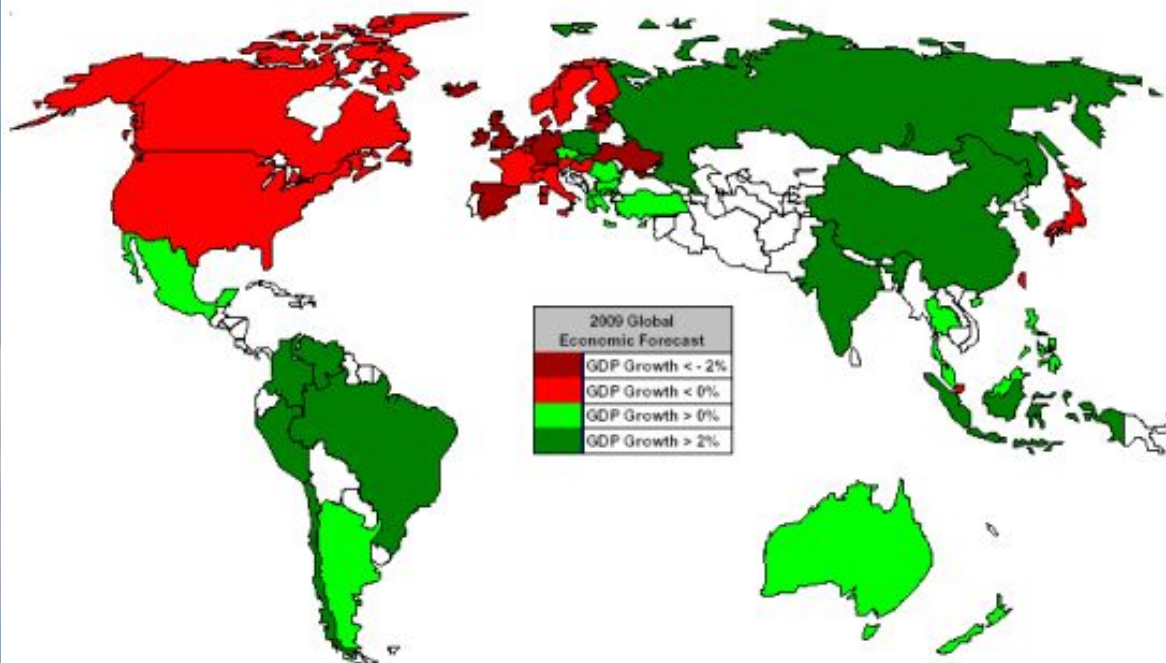 2009 Global
Economic Forecast
GDP Growth < - 2%
GDP Growth < 0%
GDP Growth > 0%
GDP Growth > 2%